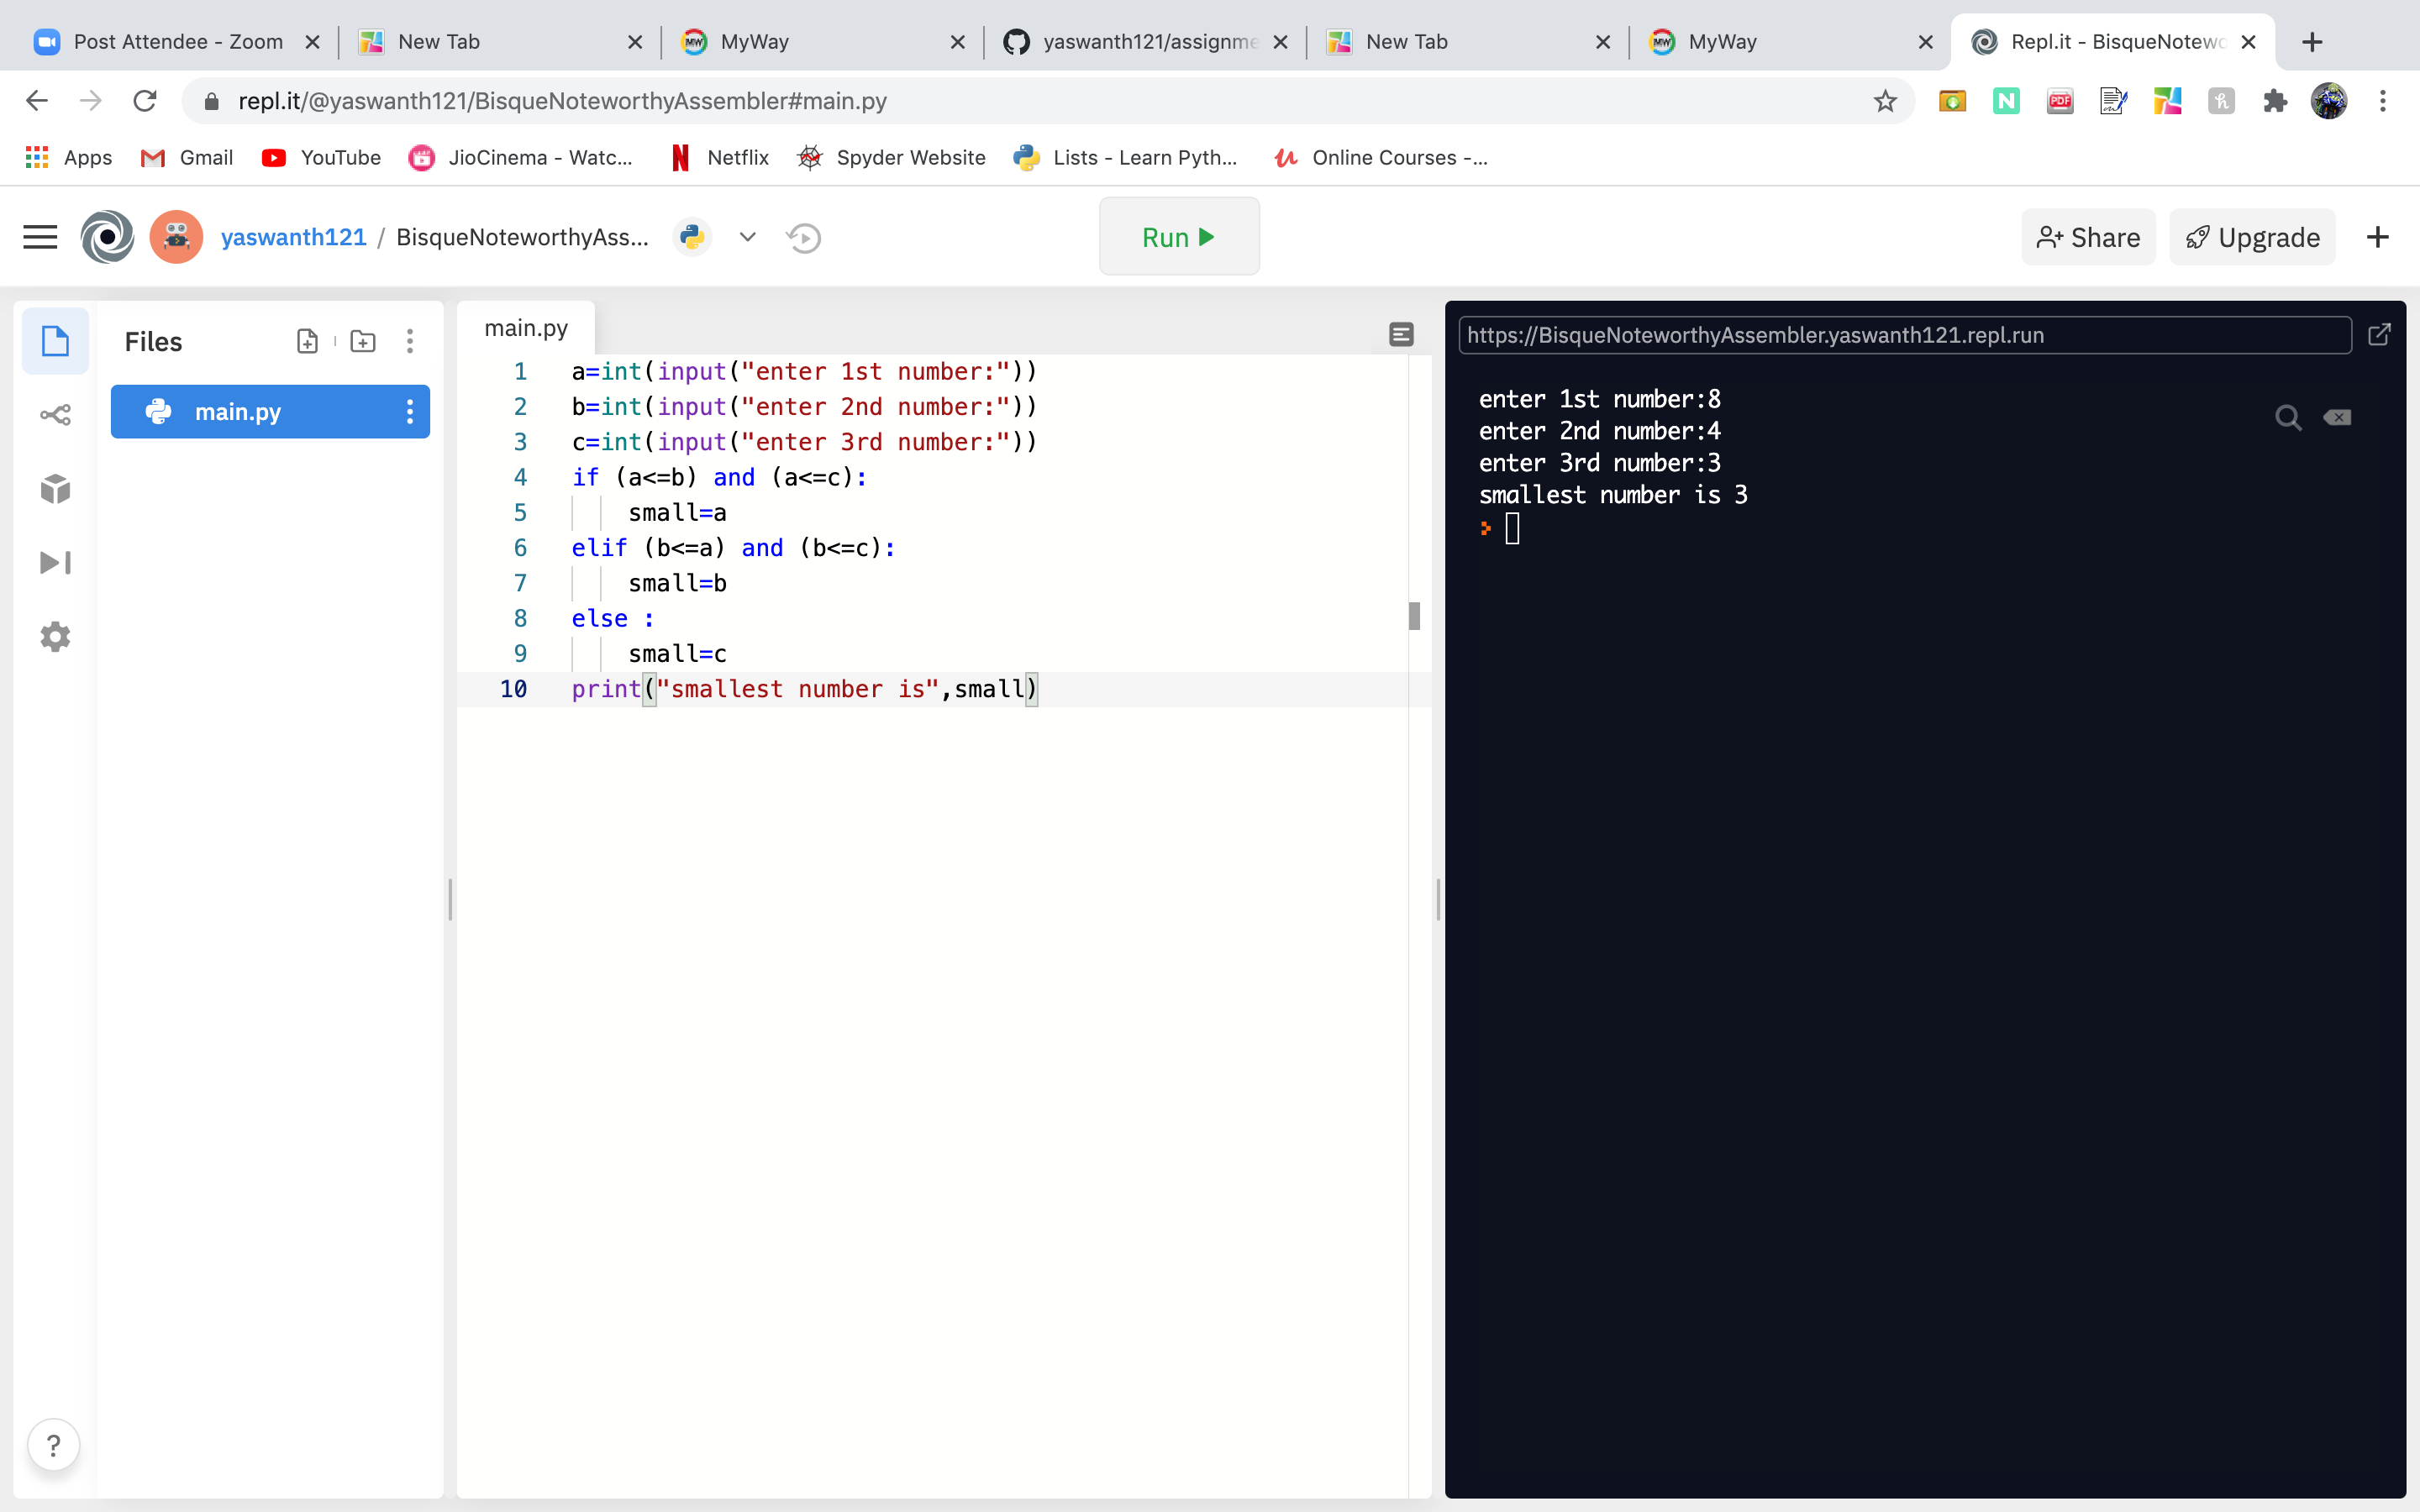 Post Attendee - Zoom
New Tab
MyWay
yaswanth121/assignme
New Tab
MyWay
Repl.it - BisqueNotewo
repl.it/@yaswanth121/BisqueNoteworthyAssembler#main.py
Apps
Gmail
YouTube
JioCinema - Watc...
Netflix
Spyder Website
Lists - Learn Pyth...
Online Courses -...
yaswanth121 / BisqueNoteworthyAss...
Run
Share
Upgrade
Files
main.py
main.py
1 a=int(input("enter 1st number:"))
2 b=int(input("enter 2nd number:"))
3 c=int(input("enter 3rd number:"))
4 if (a<=b) and (a<=c):
5 small=a
6 elif (b<=a) and (b<=c):
7 small=b
8 else :
9 small=c
10 print("smallest number is",small)
https://BisqueNoteworthyAssembler.yaswanth121.repl.run
enter 1st number:8
enter 2nd number:4
enter 3rd number:3
smallest number is 3
?